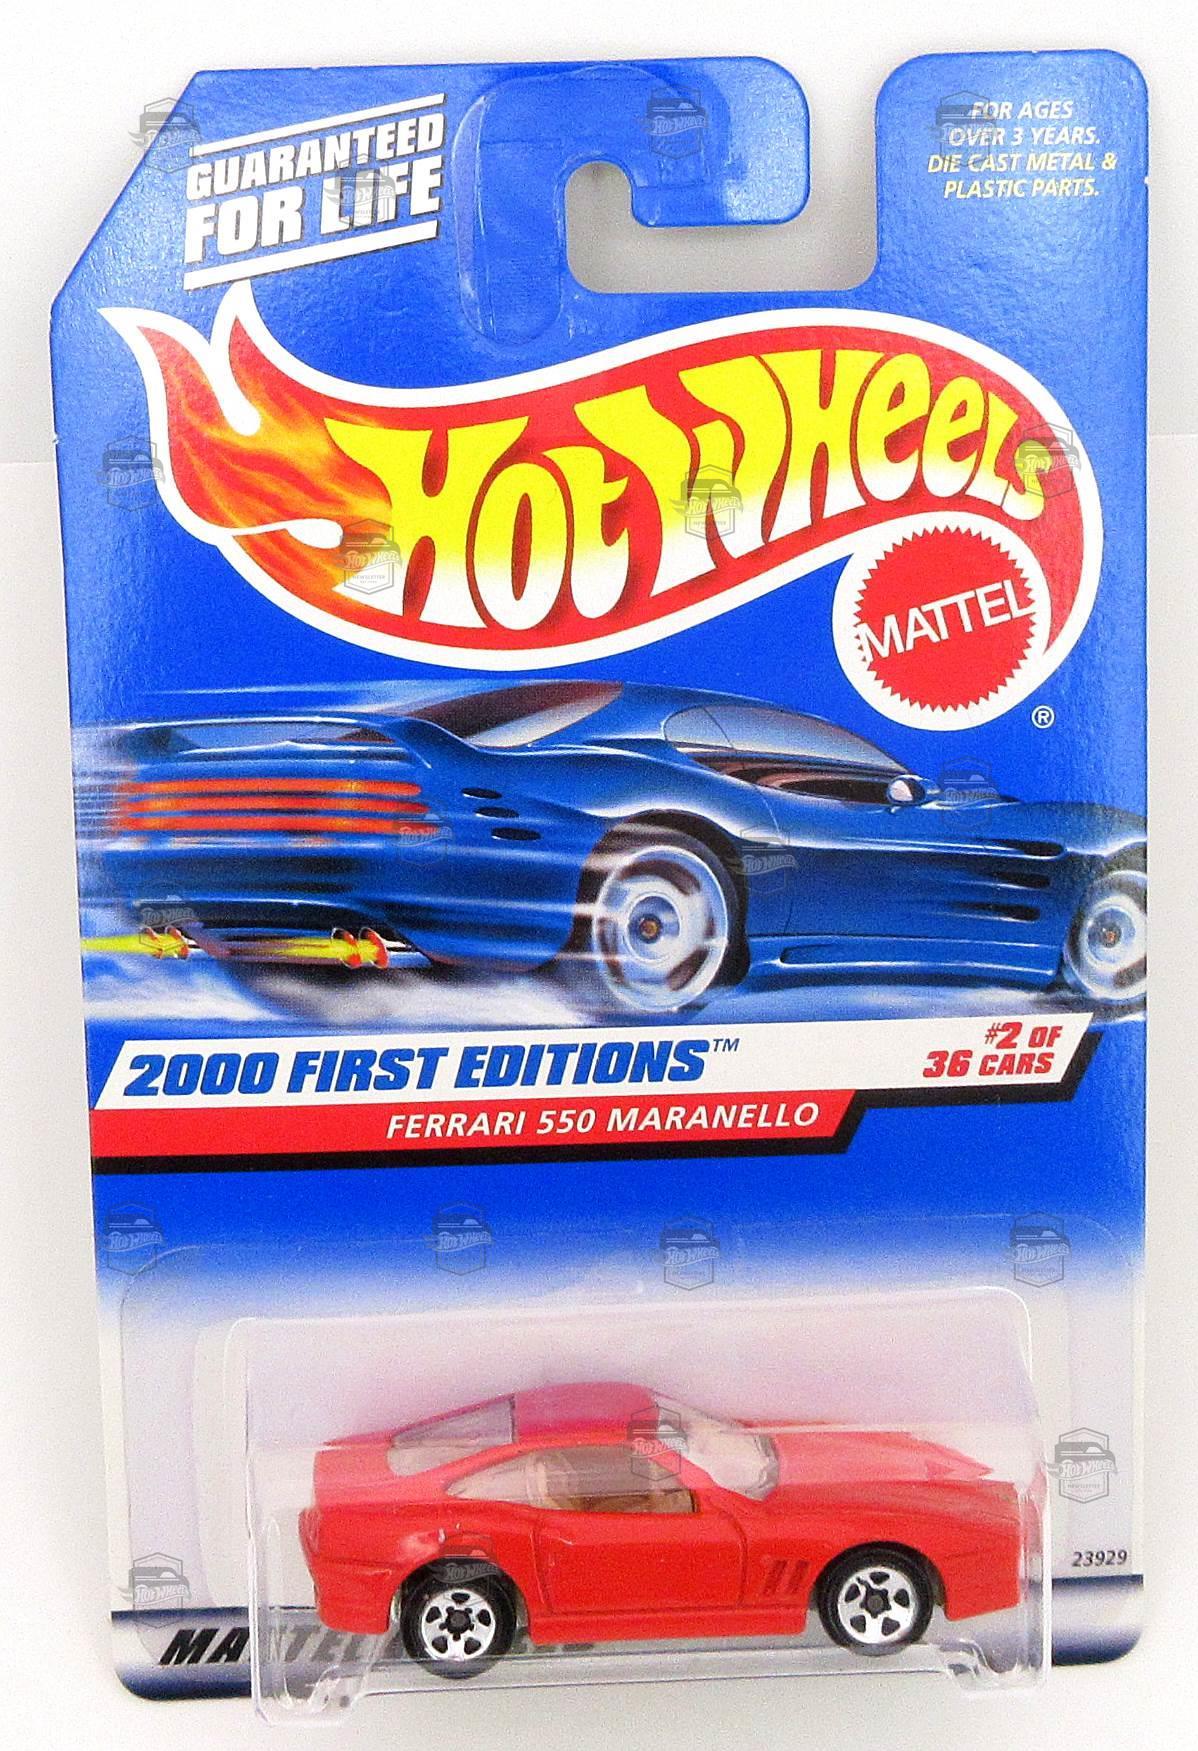 GUARANTEED
FOR LIFE
FOR AGES
OVER 3 YEARS.
DIE CAST METAL &
PLASTIC PARTS.
HOT WHEELS
MATTEL
®
2000 FIRST EDITIONS™
#2 OF
36 CARS
FERRARI 550 MARANELLO
23929
MATTEL